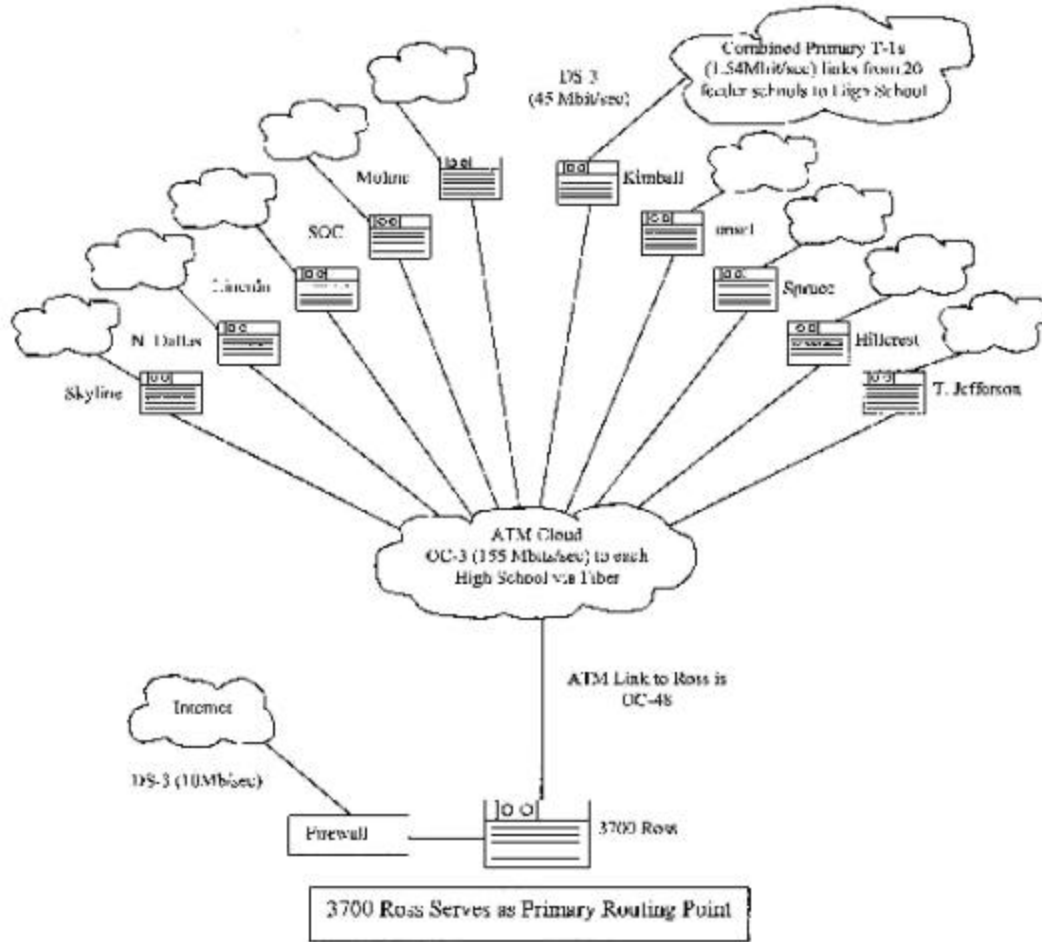 Combined Primary T-1s
(1.54Mbit/sec) links from 20
feeder schools to High School
DS-3
(45 Mbit/sec)
Kimball
SOC
Spruce
N. Dallas
Hillcrest
Skyline
T. Jefferson
ATM Cloud
OC-3 (155 Mbits/sec) to each
High School via Fiber
ATM Link to Ross is
OC-48
Internet
DS-3 (10Mb/sec)
Firewall
3700 Ross
3700 Ross Serves as Primary Routing Point